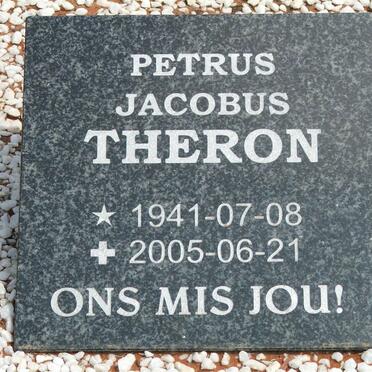 PETRUS
JACOBUS
THERON
★ 1941-07-08
✚ 2005-06-21
ONS MIS JOU!